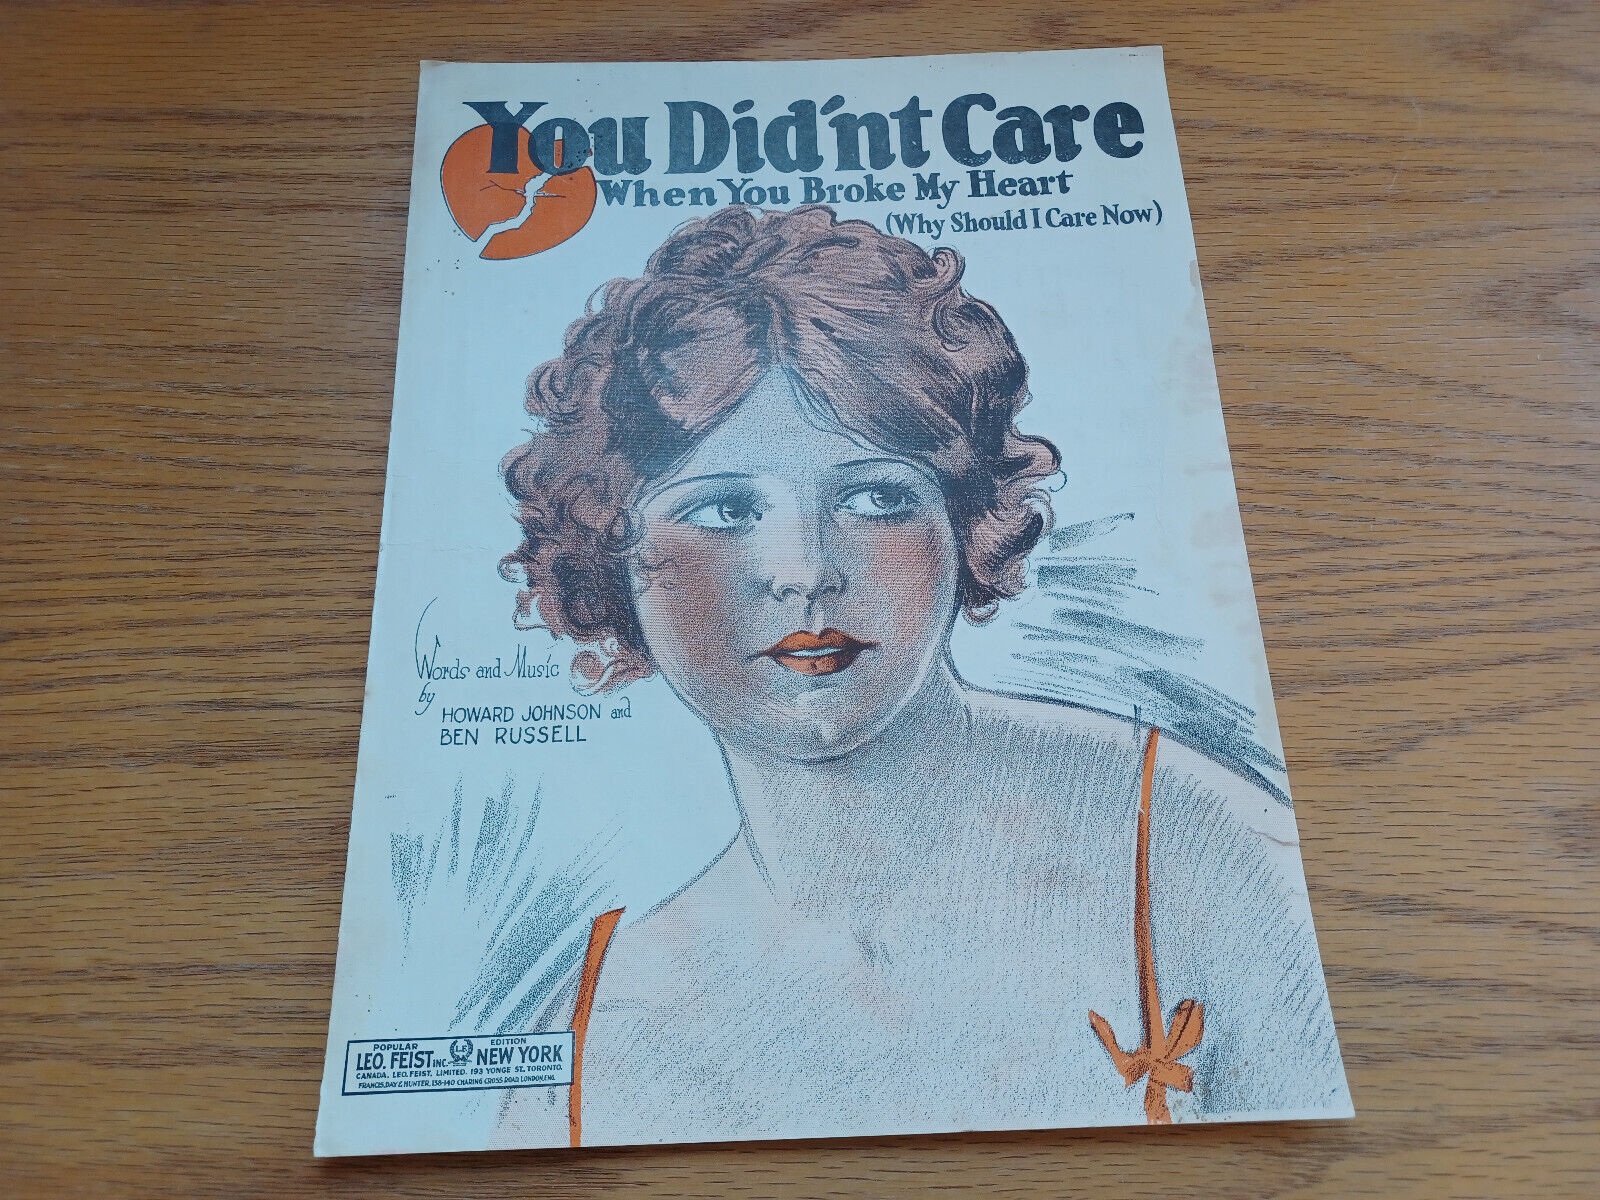 You Did'nt Care
When You Broke My Heart
(Why Should I Care Now)
Words and Music
by
HOWARD JOHNSON and
BEN RUSSELL
POPULAR EDITION
LEO. FEIST INC. L.F. NEW YORK
CANADA. LEO. FEIST, LIMITED. 193 YONGE ST. TORONTO.
FRANCIS, DAY & HUNTER, 138-140 CHARING CROSS ROAD, LONDON, ENG.